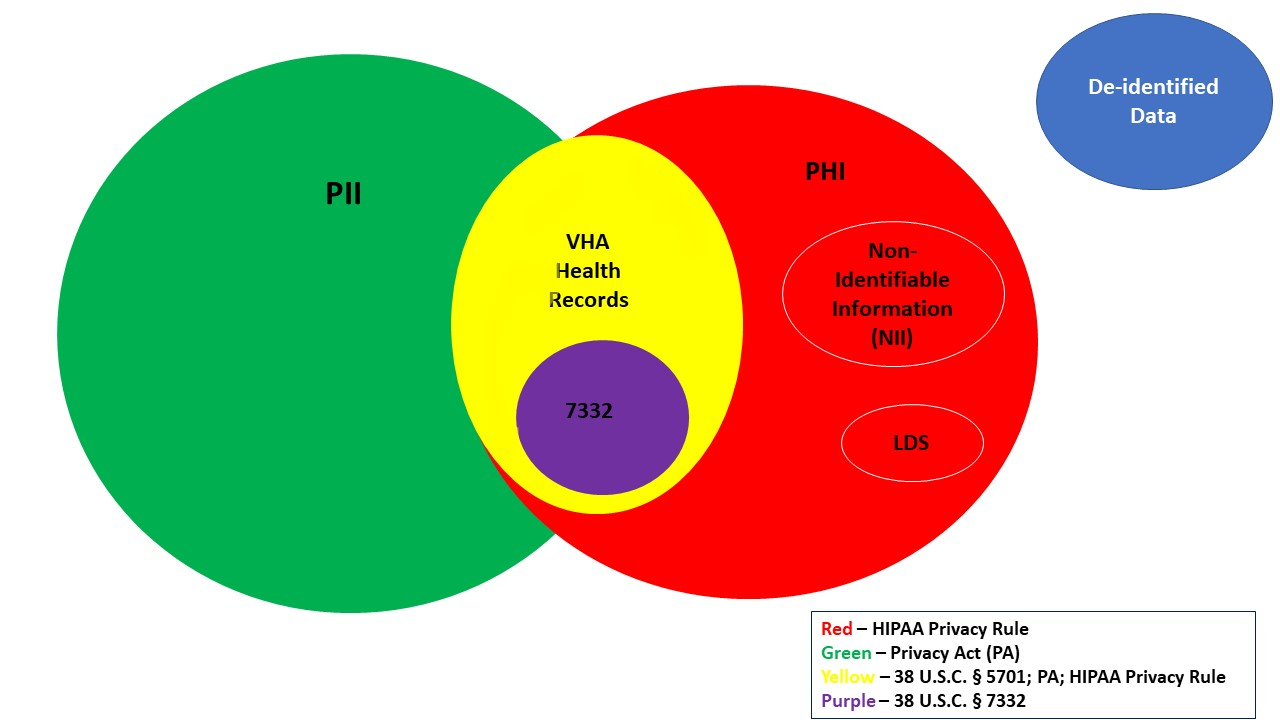 De-identified
Data
PII
PHI
VHA
Health
Records
Non-
Identifiable
Information
(NII)
7332
LDS
Red – HIPAA Privacy Rule
Green – Privacy Act (PA)
Yellow – 38 U.S.C. § 5701; PA; HIPAA Privacy Rule
Purple – 38 U.S.C. § 7332